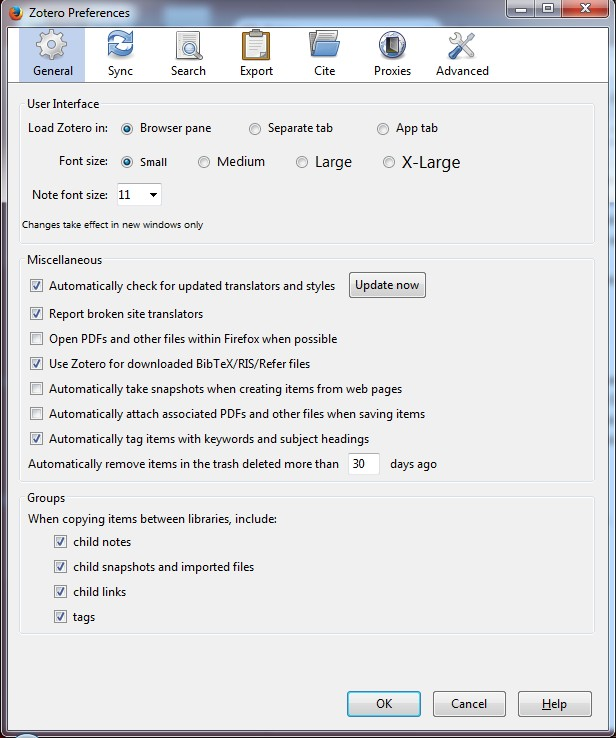 Zotero Preferences
General Sync Search Export Cite Proxies Advanced
User Interface
Load Zotero in: Browser pane Separate tab App tab
Font size: Small Medium Large X-Large
Note font size: 11
Changes take effect in new windows only
Miscellaneous
Automatically check for updated translators and styles Update now
Report broken site translators
Open PDFs and other files within Firefox when possible
Use Zotero for downloaded BibTeX/RIS/Refer files
Automatically take snapshots when creating items from web pages
Automatically attach associated PDFs and other files when saving items
Automatically tag items with keywords and subject headings
Automatically remove items in the trash deleted more than 30 days ago
Groups
When copying items between libraries, include:
child notes
child snapshots and imported files
child links
tags
OK Cancel Help